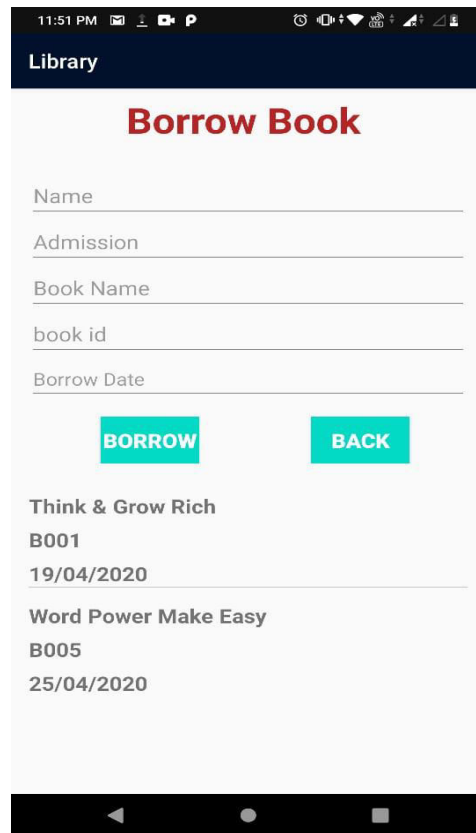 11:51 PM
Library
Borrow Book
Name
Admission
Book Name
book id
Borrow Date
BORROW
BACK
Think & Grow Rich
B001
19/04/2020
Word Power Make Easy
B005
25/04/2020